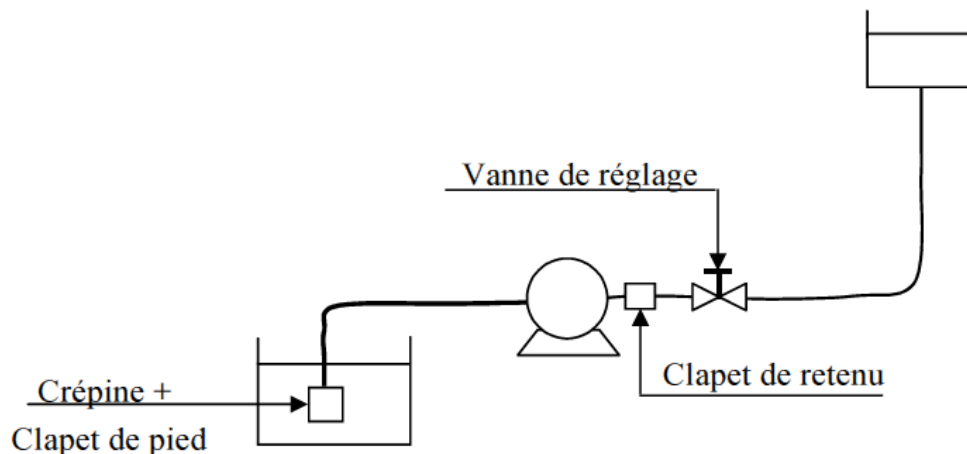 Vanne de réglage
Clapet de retenu
Crépine +
Clapet de pied